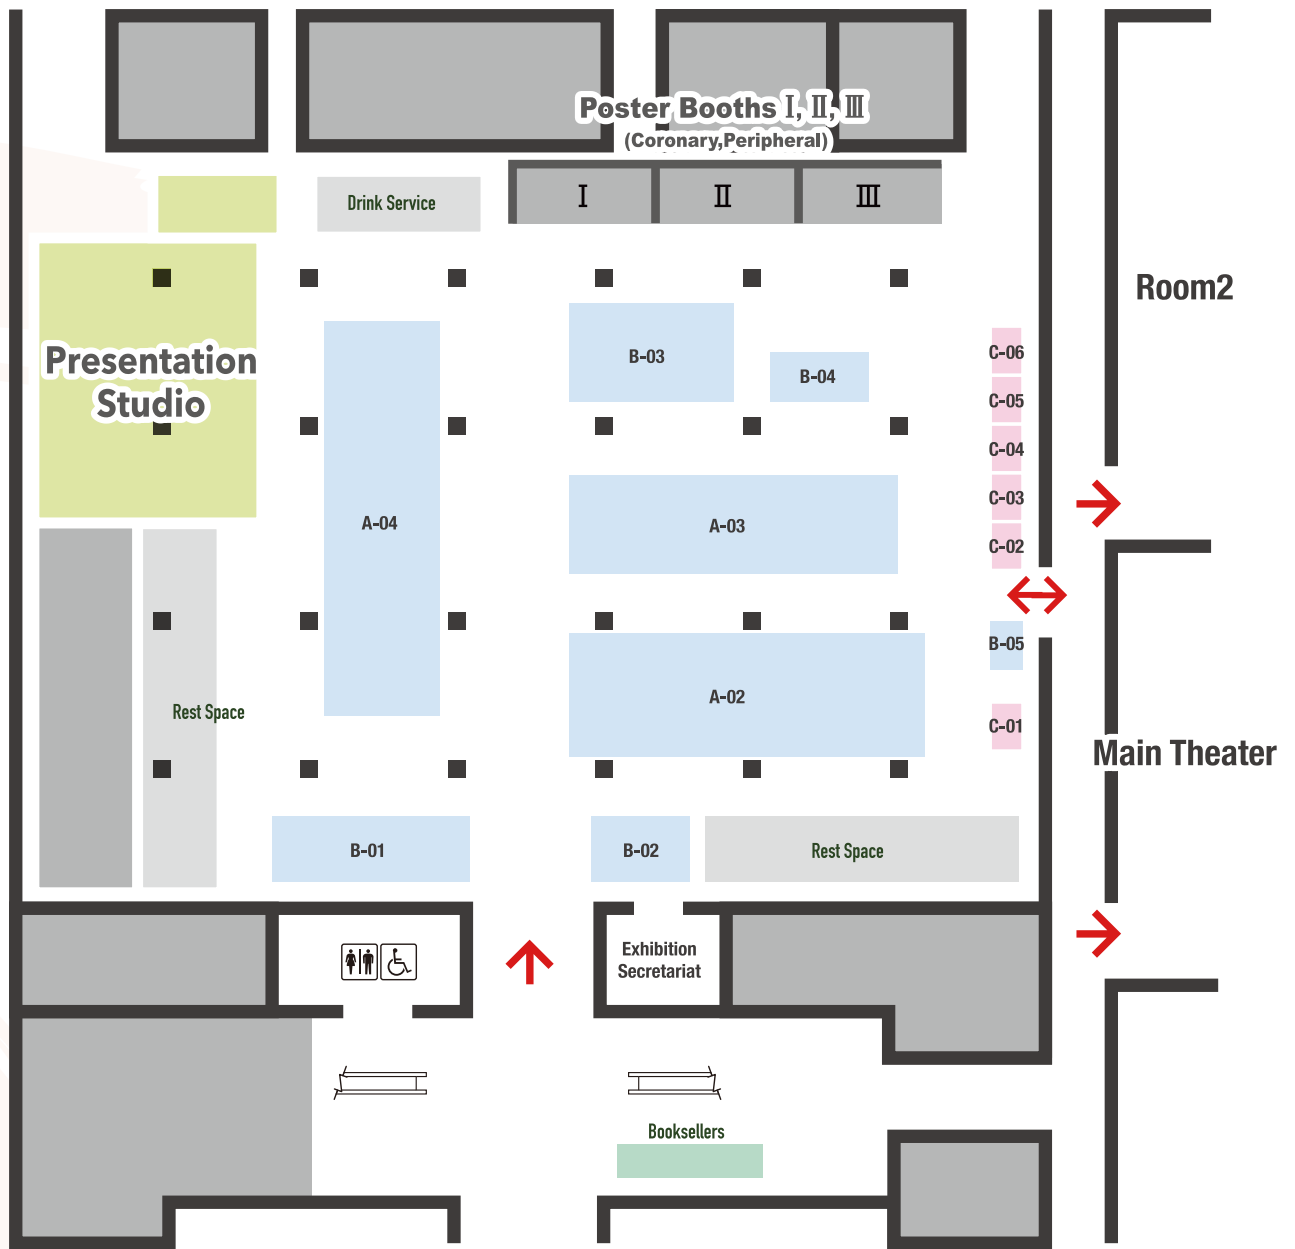 Poster Booths Ⅰ, Ⅱ, Ⅲ
(Coronary,Peripheral)
Ⅰ
Ⅱ
Ⅲ
Drink Service
Room2
Presentation
Studio
B-03
B-04
C-06
C-05
C-04
C-03
C-02
A-04
A-03
B-05
A-02
C-01
Rest Space
Main Theater
B-01
B-02
Rest Space
Exhibition
Secretariat
Booksellers